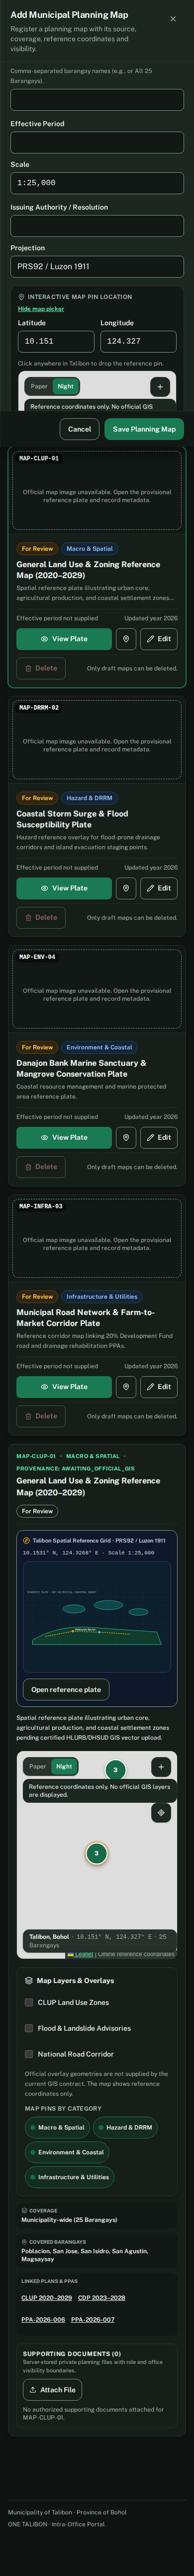 Add Municipal Planning Map
Register a planning map with its source,
coverage, reference coordinates and
visibility.
Comma-separated barangay names (e.g., or All 25
Barangays).
Effective Period
Scale
1:25,000
Issuing Authority / Resolution
Projection
PRS92 / Luzon 1911
INTERACTIVE MAP PIN LOCATION
Hide map picker
Latitude
Longitude
10.151
124.327
Click anywhere in Talibon to drop the reference pin.
Paper
Night
+
Reference coordinates only. No official GIS
Cancel
Save Planning Map
MAP-CLUP-01
Official map image unavailable. Open the provisional
reference plate and record metadata.
For Review
Macro & Spatial
General Land Use & Zoning Reference
Map (2020–2029)
Spatial reference plate illustrating urban core,
agricultural production, and coastal settlement zones...
Effective period not supplied
Updated year 2026
View Plate
Edit
Delete
Only draft maps can be deleted.
MAP-DRRM-02
Official map image unavailable. Open the provisional
reference plate and record metadata.
For Review
Hazard & DRRM
Coastal Storm Surge & Flood
Susceptibility Plate
Hazard reference overlay for flood-prone drainage
corridors and island evacuation staging points.
Effective period not supplied
Updated year 2026
View Plate
Edit
Delete
Only draft maps can be deleted.
MAP-ENV-04
Official map image unavailable. Open the provisional
reference plate and record metadata.
For Review
Environment & Coastal
Danajon Bank Marine Sanctuary &
Mangrove Conservation Plate
Coastal resource management and marine protected
area reference plate.
Effective period not supplied
Updated year 2026
View Plate
Edit
Delete
Only draft maps can be deleted.
MAP-INFRA-03
Official map image unavailable. Open the provisional
reference plate and record metadata.
For Review
Infrastructure & Utilities
Municipal Road Network & Farm-to-
Market Corridor Plate
Reference corridor map linking 20% Development Fund
road and drainage rehabilitation PPAs.
Effective period not supplied
Updated year 2026
View Plate
Edit
Delete
Only draft maps can be deleted.
MAP-CLUP-01 · MACRO & SPATIAL ·
PROVENANCE: AWAITING_OFFICIAL_GIS
General Land Use & Zoning Reference
Map (2020–2029)
For Review
Talibon Spatial Reference Grid · PRS92 / Luzon 1911
10.1531° N, 124.3266° E · Scale 1:25,000
Open reference plate
Spatial reference plate illustrating urban core,
agricultural production, and coastal settlement zones
pending certified HLURB/DHSUD GIS vector upload.
Paper
Night
3
+
Reference coordinates only. No official GIS layers
are displayed.
3
Talibon, Bohol · 10.151° N, 124.327° E · 25
Barangays
Leaflet | Offline reference coordinates
Map Layers & Overlays
CLUP Land Use Zones
Flood & Landslide Advisories
National Road Corridor
Official overlay geometries are not supplied by the
current GIS contract. The map shows reference
coordinates only.
MAP PINS BY CATEGORY
Macro & Spatial
Hazard & DRRM
Environment & Coastal
Infrastructure & Utilities
COVERAGE
Municipality-wide (25 Barangays)
COVERED BARANGAYS
Poblacion, San Jose, San Isidro, San Agustin,
Magsaysay
LINKED PLANS & PPAS
CLUP 2020–2029
CDP 2023–2028
PPA-2026-006
PPA-2026-007
SUPPORTING DOCUMENTS (0)
Server-stored private planning files with role and office
visibility boundaries.
Attach File
No authorized supporting documents attached for
MAP-CLUP-01.
Municipality of Talibon · Province of Bohol
ONE TALIBON · Intra-Office Portal